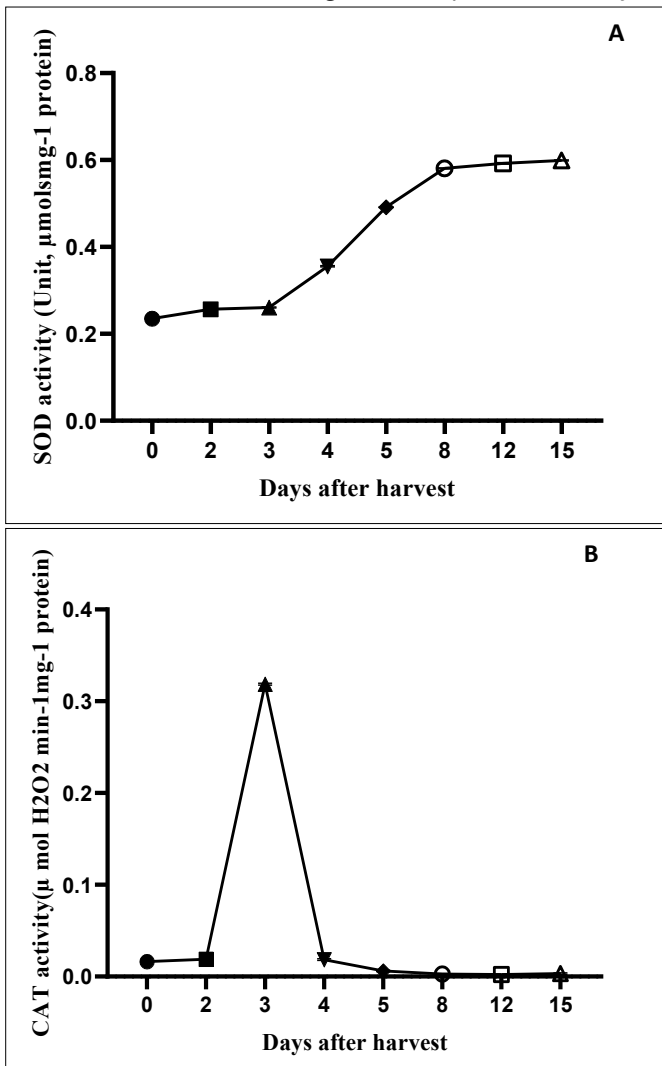 A
SOD activity (Unit, µmolsmg-1 protein)
0.8
0.6
0.4
0.2
0.0
0 2 3 4 5 8 12 15
Days after harvest
B
CAT activity(µ mol H2O2 min-1mg-1 protein)
0.4
0.3
0.2
0.1
0.0
0 2 3 4 5 8 12 15
Days after harvest